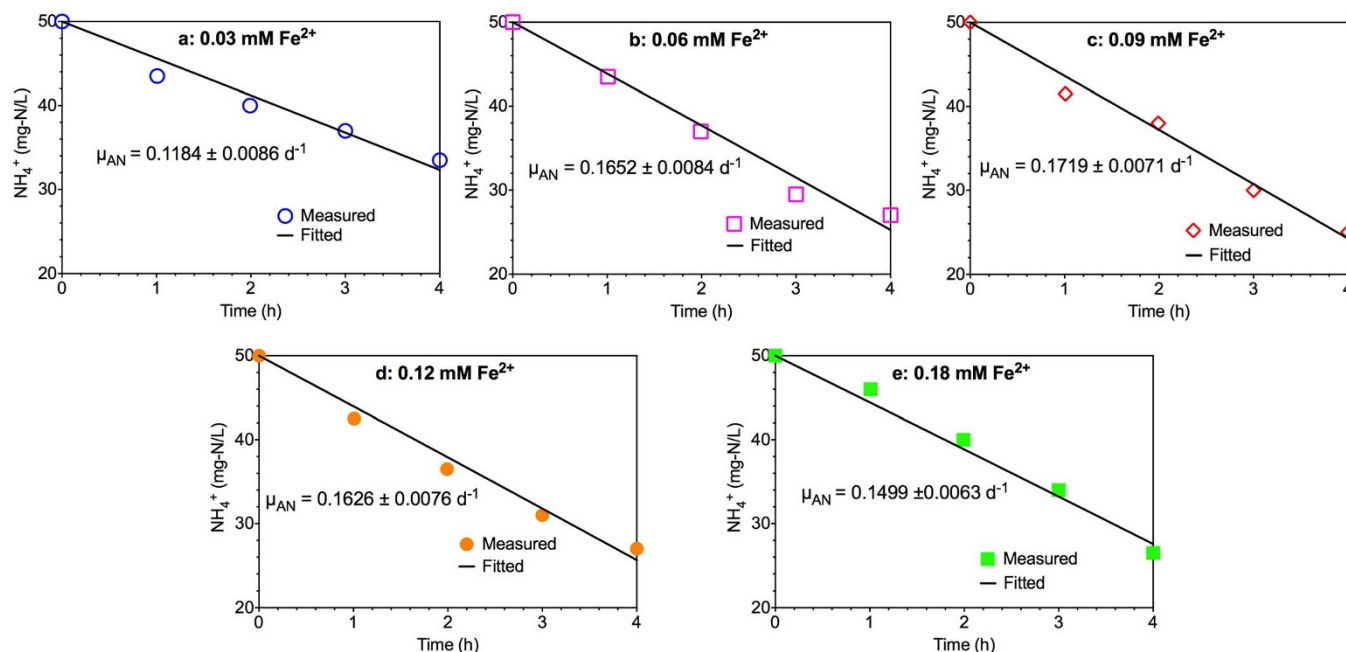 a: 0.03 mM Fe²⁺
NH₄⁺ (mg-N/L)
50
40
30
20
μ_AN = 0.1184 ± 0.0086 d⁻¹
Measured
Fitted
0 1 2 3 4
Time (h)
b: 0.06 mM Fe²⁺
NH₄⁺ (mg-N/L)
50
40
30
20
μ_AN = 0.1652 ± 0.0084 d⁻¹
Measured
Fitted
0 1 2 3 4
Time (h)
c: 0.09 mM Fe²⁺
NH₄⁺ (mg-N/L)
50
40
30
20
μ_AN = 0.1719 ± 0.0071 d⁻¹
Measured
Fitted
0 1 2 3 4
Time (h)
d: 0.12 mM Fe²⁺
NH₄⁺ (mg-N/L)
50
40
30
20
μ_AN = 0.1626 ± 0.0076 d⁻¹
Measured
Fitted
0 1 2 3 4
Time (h)
e: 0.18 mM Fe²⁺
NH₄⁺ (mg-N/L)
50
40
30
20
μ_AN = 0.1499 ±0.0063 d⁻¹
Measured
Fitted
0 1 2 3 4
Time (h)